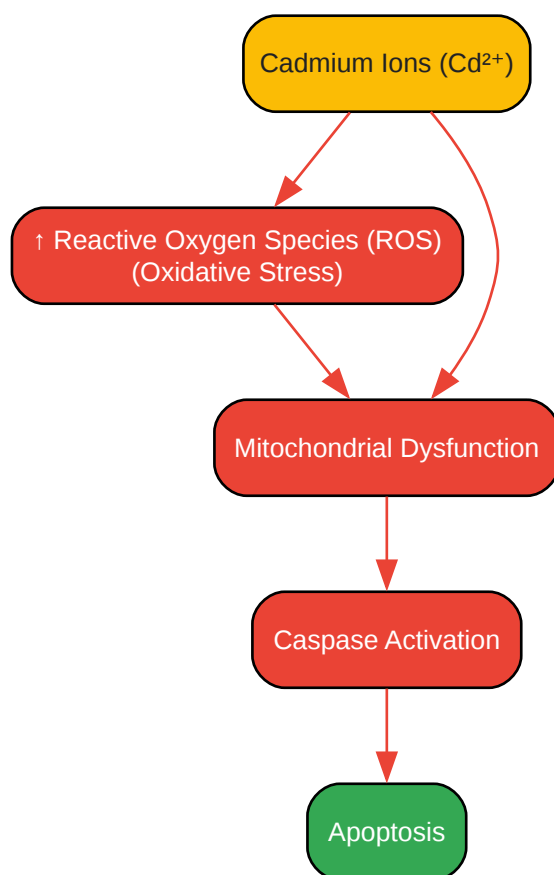 Cadmium Ions (Cd²⁺)
↑ Reactive Oxygen Species (ROS)
(Oxidative Stress)
Mitochondrial Dysfunction
Caspase Activation
Apoptosis